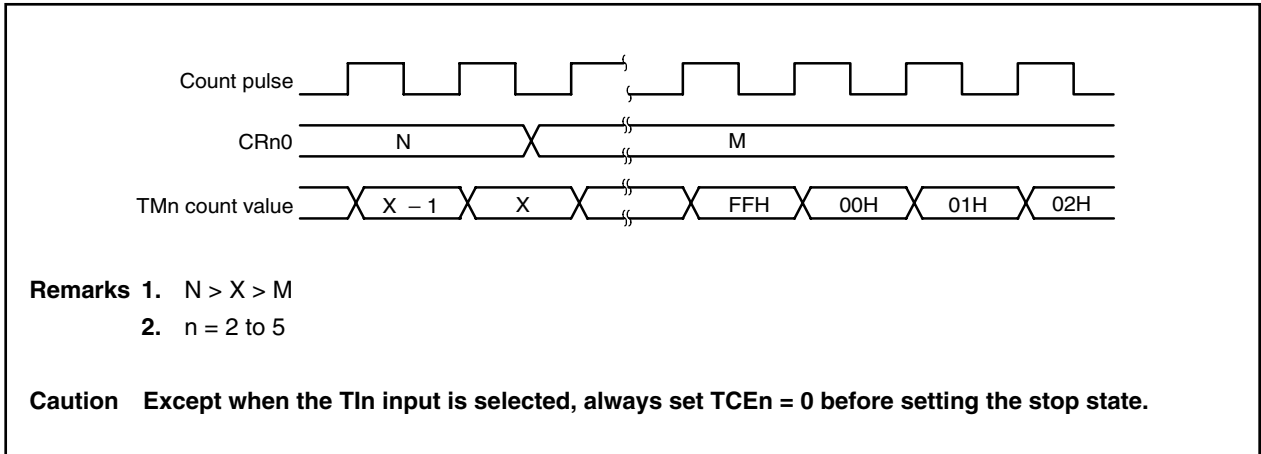 Count pulse
CRn0 N M
TMn count value X – 1 X FFH 00H 01H 02H
Remarks 1. N > X > M
2. n = 2 to 5
Caution Except when the TIn input is selected, always set TCEn = 0 before setting the stop state.